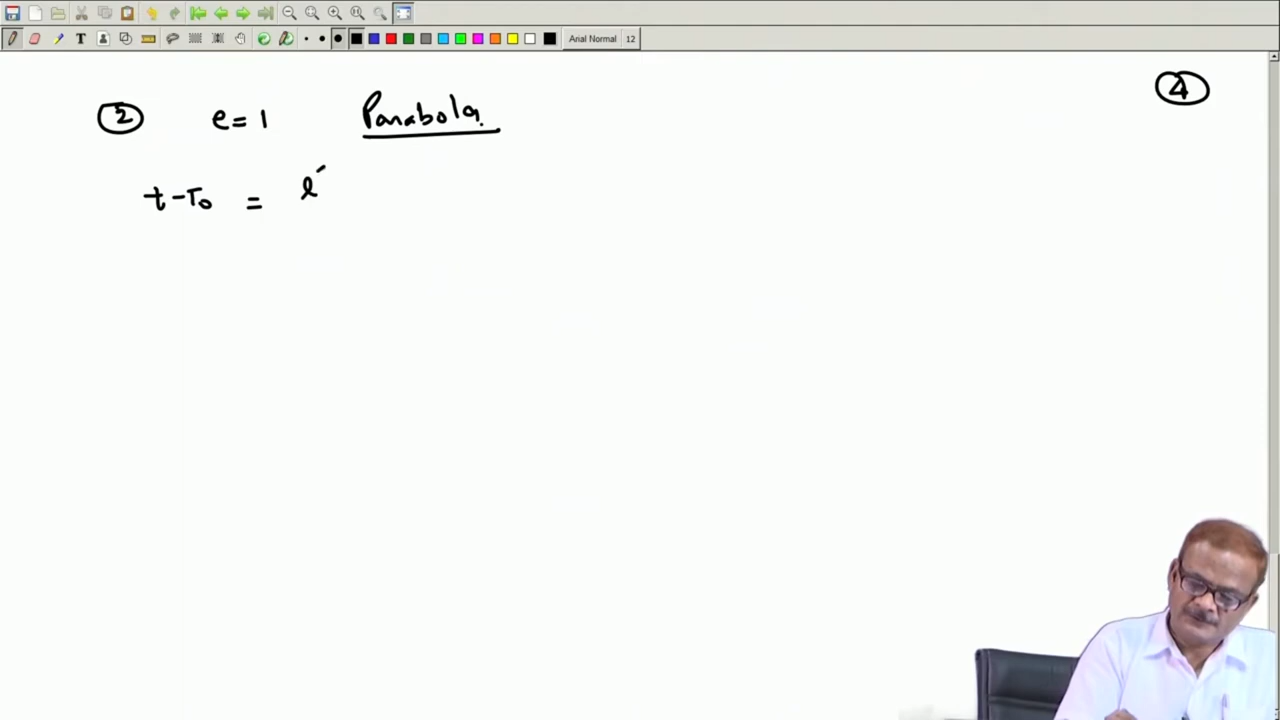 Arial Normal 12
② e = 1 Parabola.
④
t - T₀ = l′